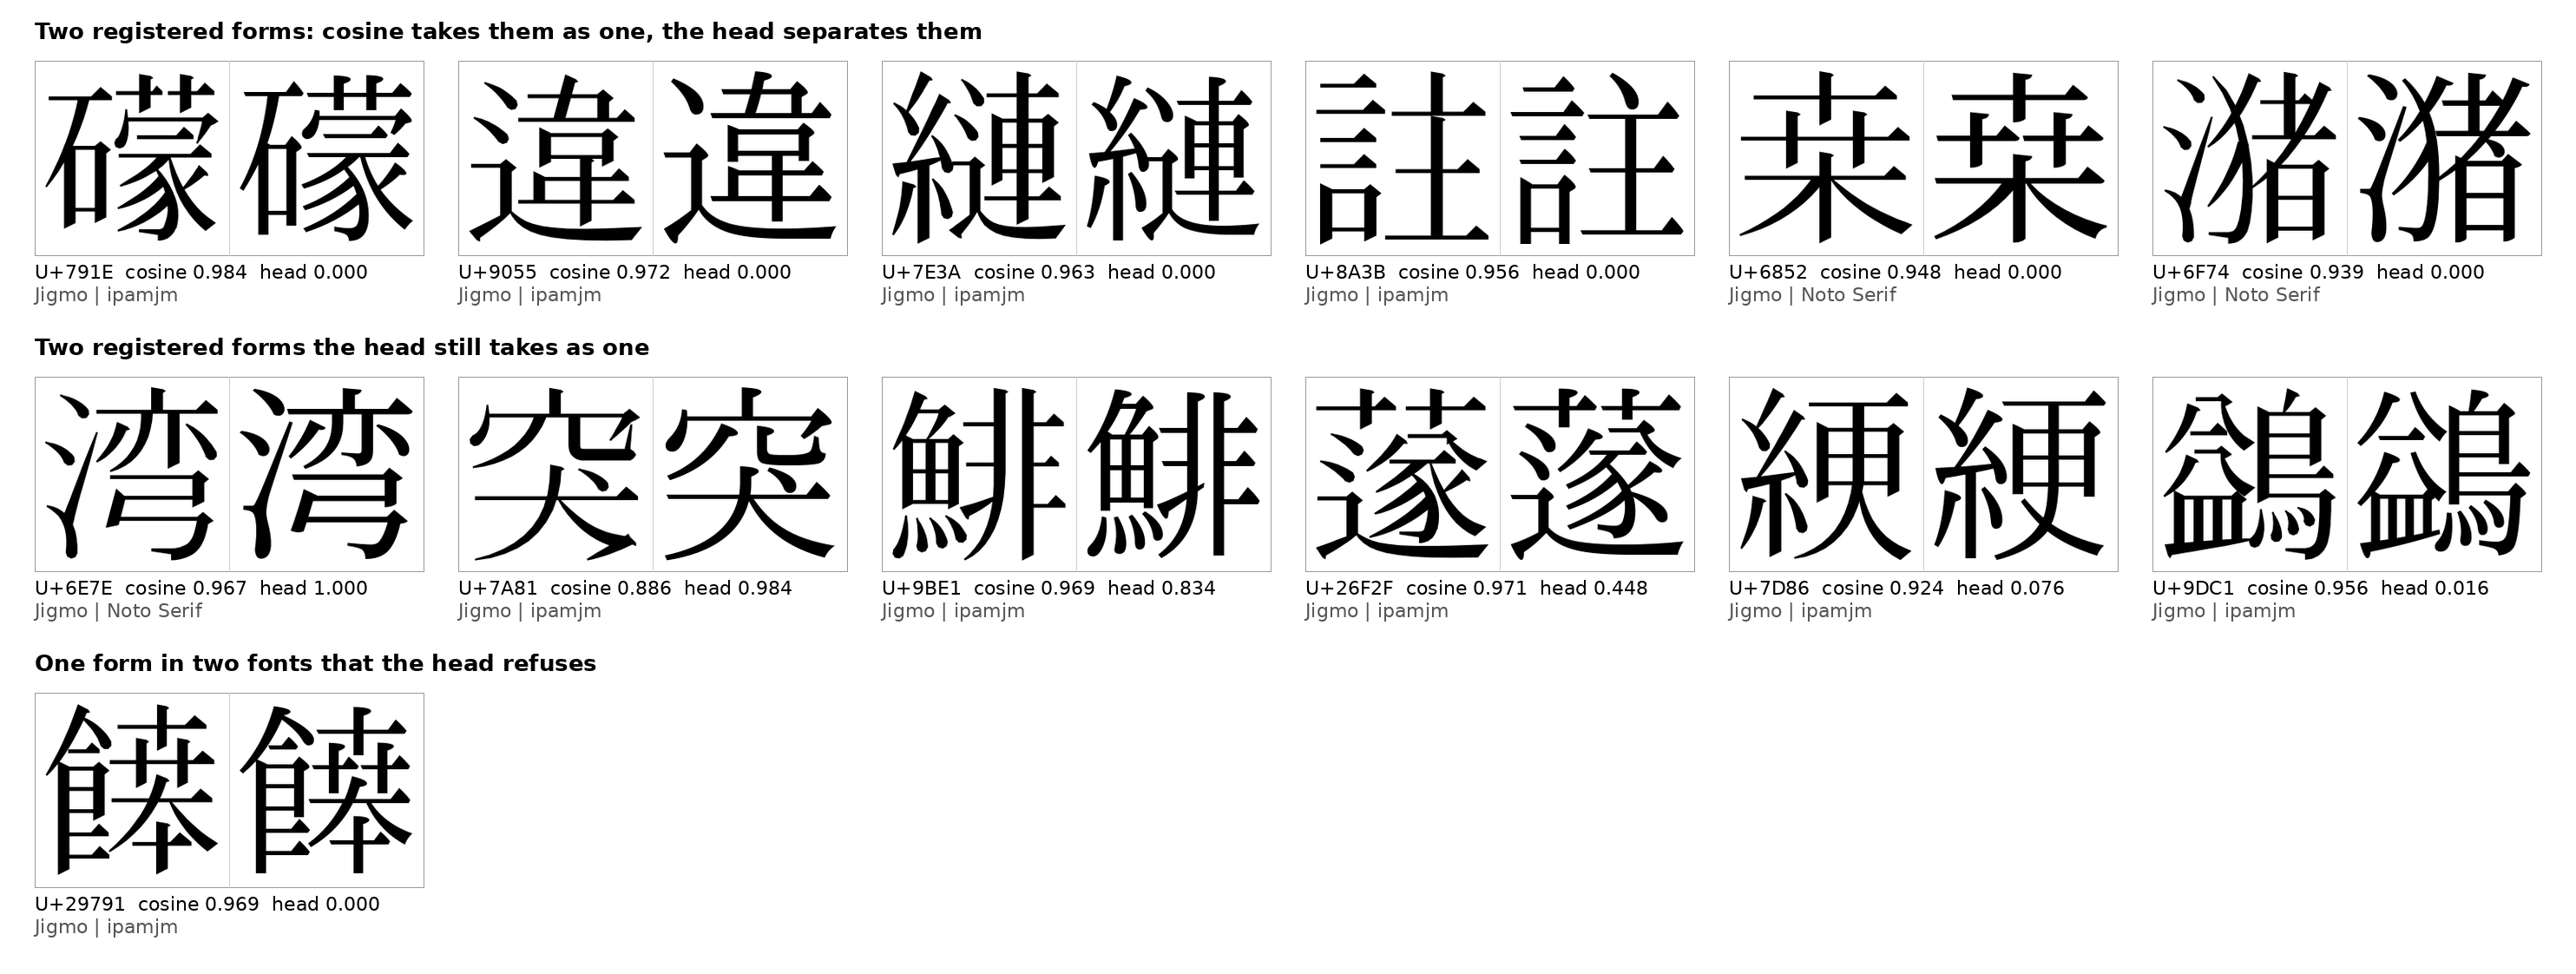 Two registered forms: cosine takes them as one, the head separates them
礞 礞 違 違 縺 縺 註 註 桒 桒 潴 潴
U+791E cosine 0.984 head 0.000 U+9055 cosine 0.972 head 0.000 U+7E3A cosine 0.963 head 0.000 U+8A3B cosine 0.956 head 0.000 U+6852 cosine 0.948 head 0.000 U+6F74 cosine 0.939 head 0.000
Jigmo | ipamjm Jigmo | ipamjm Jigmo | ipamjm Jigmo | ipamjm Jigmo | Noto Serif Jigmo | Noto Serif
Two registered forms the head still takes as one
湾 湾 突 突 鯡 鯡 𦼯 𦼯 綆 綆 鷁 鷁
U+6E7E cosine 0.967 head 1.000 U+7A81 cosine 0.886 head 0.984 U+9BE1 cosine 0.969 head 0.834 U+26F2F cosine 0.971 head 0.448 U+7D86 cosine 0.924 head 0.076 U+9DC1 cosine 0.956 head 0.016
Jigmo | Noto Serif Jigmo | ipamjm Jigmo | ipamjm Jigmo | ipamjm Jigmo | ipamjm Jigmo | ipamjm
One form in two fonts that the head refuses
𩞑 𩞑
U+29791 cosine 0.969 head 0.000
Jigmo | ipamjm